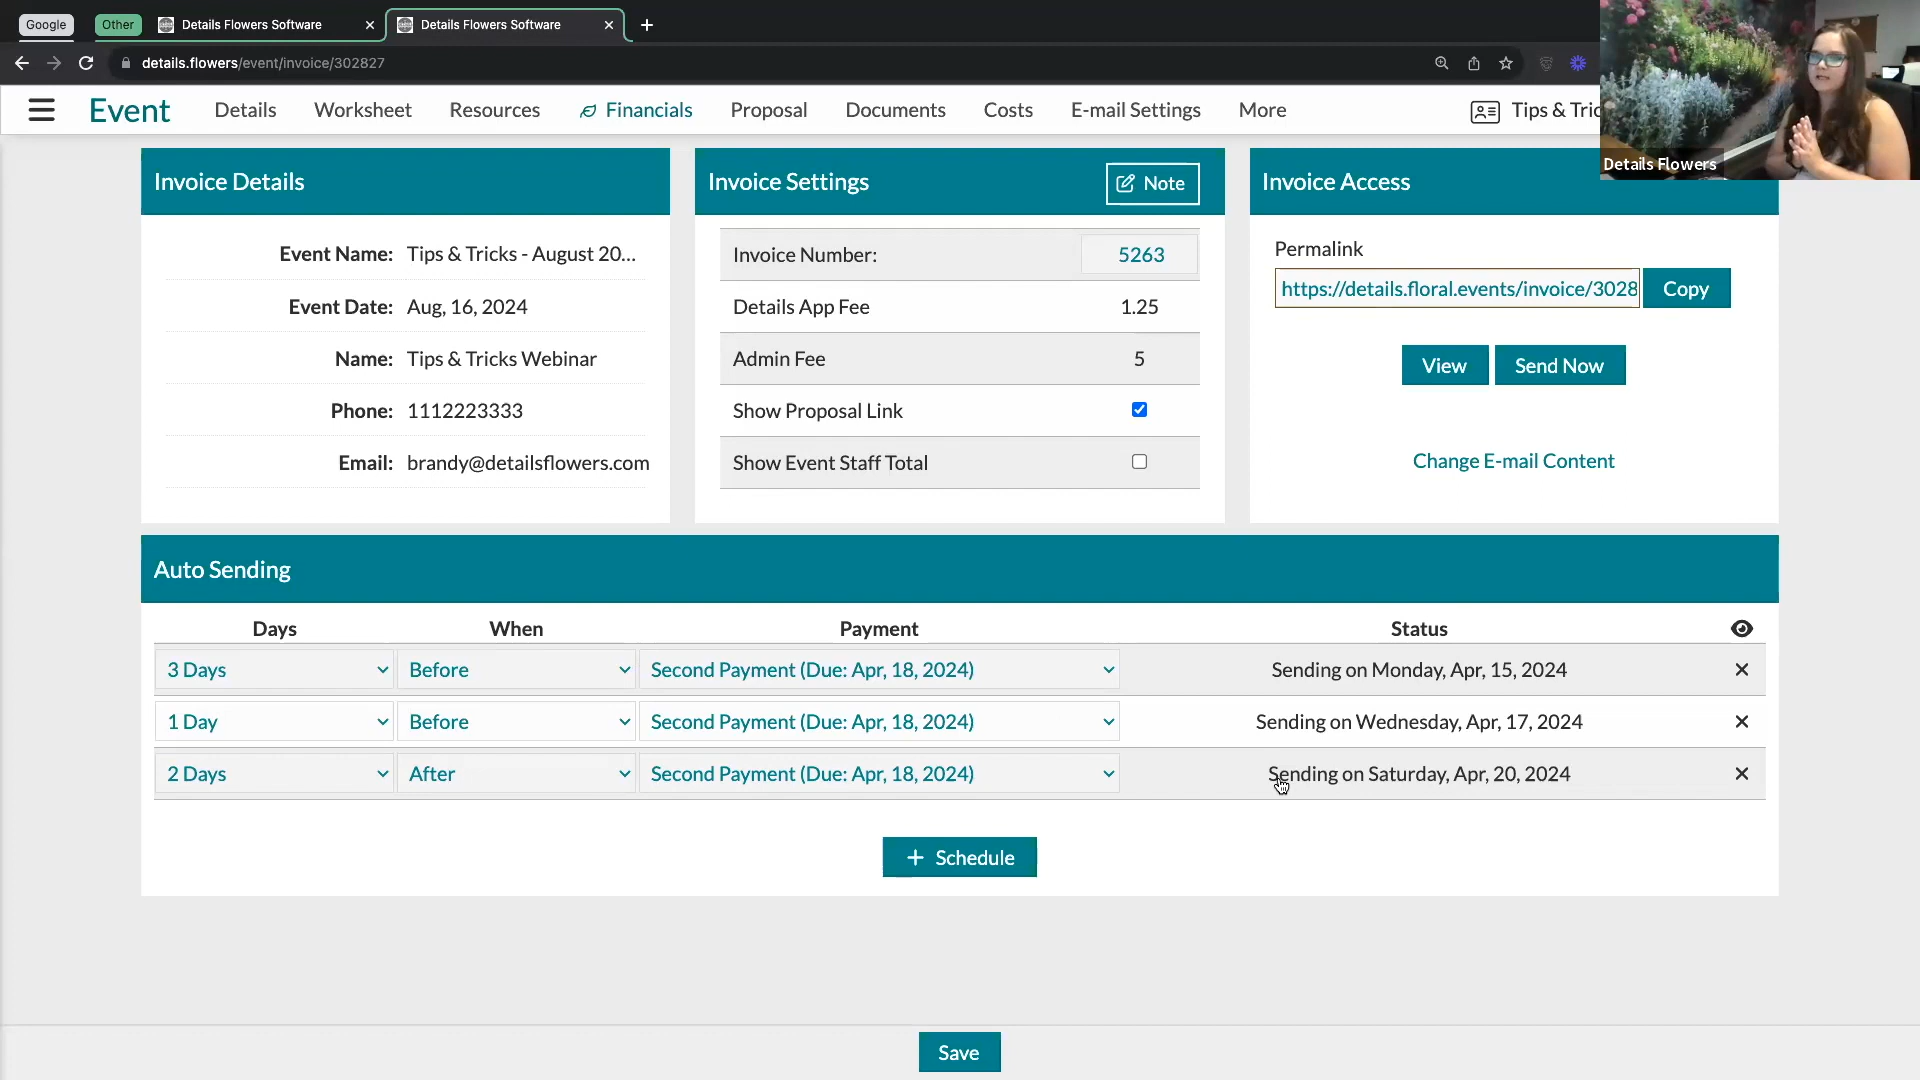 Google
Other
Details Flowers Software
Details Flowers Software
details.flowers/event/invoice/302827
Event
Details
Worksheet
Resources
Financials
Proposal
Documents
Costs
E-mail Settings
More
Tips & Tric
Details Flowers
Invoice Details
Event Name: Tips & Tricks - August 20...
Event Date: Aug, 16, 2024
Name: Tips & Tricks Webinar
Phone: 1112223333
Email: brandy@detailsflowers.com
Invoice Settings
Note
Invoice Number: 5263
Details App Fee 1.25
Admin Fee 5
Show Proposal Link
Show Event Staff Total
Invoice Access
Permalink
https://details.floral.events/invoice/3028
Copy
View
Send Now
Change E-mail Content
Auto Sending
Days When Payment Status
3 Days Before Second Payment (Due: Apr, 18, 2024) Sending on Monday, Apr, 15, 2024
1 Day Before Second Payment (Due: Apr, 18, 2024) Sending on Wednesday, Apr, 17, 2024
2 Days After Second Payment (Due: Apr, 18, 2024) Sending on Saturday, Apr, 20, 2024
+ Schedule
Save